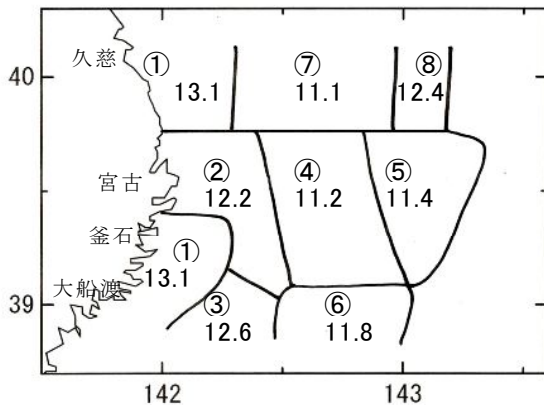 久慈 ① ⑦ ⑧
40 13.1 11.1 12.4
宮古 ② ④ ⑤
12.2 11.2 11.4
釜石 ①
大船渡 13.1
39 ③ ⑥
12.6 11.8
142 143